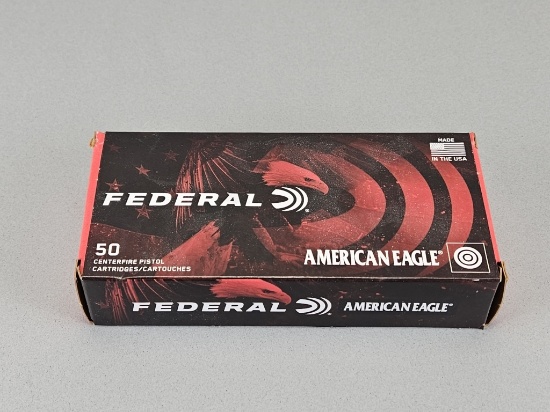 MADE
IN THE USA
FEDERAL
50
CENTERFIRE PISTOL
CARTRIDGES/CARTOUCHES
AMERICAN EAGLE®
FEDERAL
AMERICAN EAGLE®